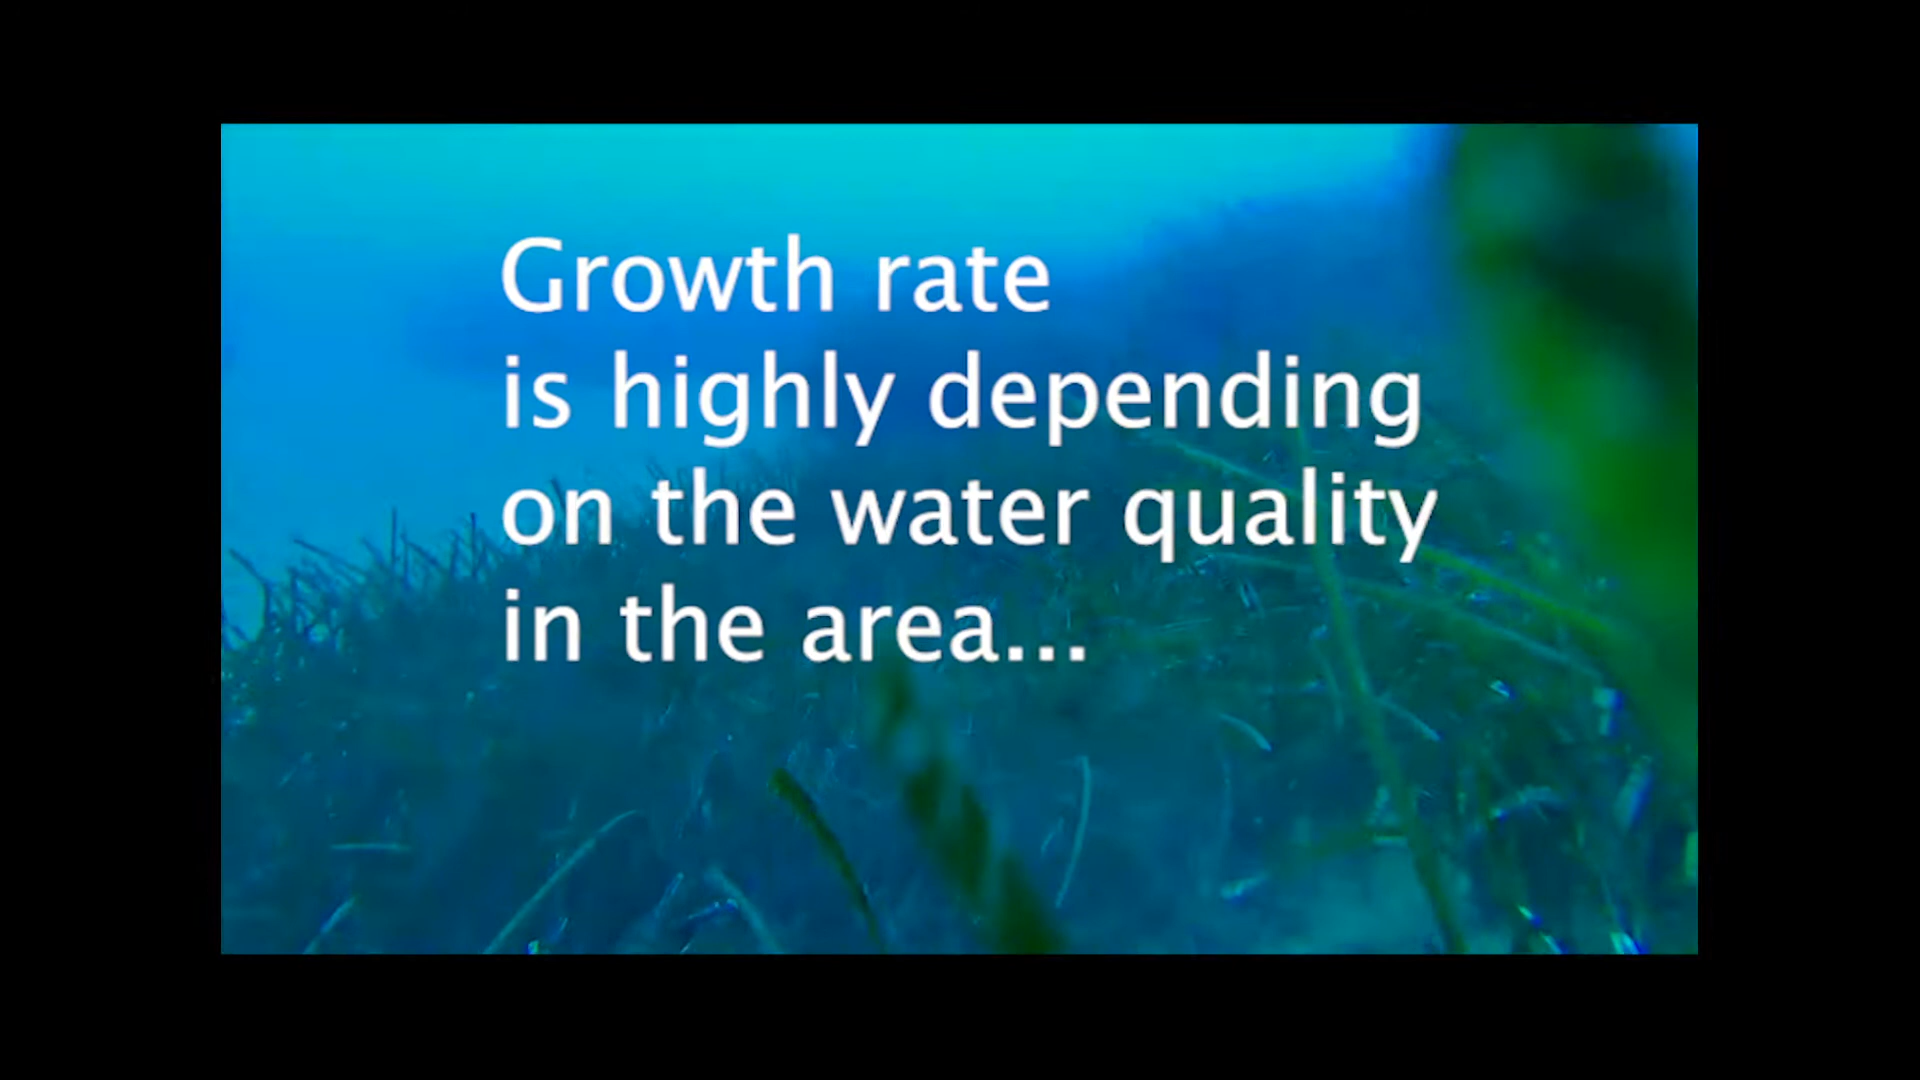 Growth rate
is highly depending
on the water quality
in the area...